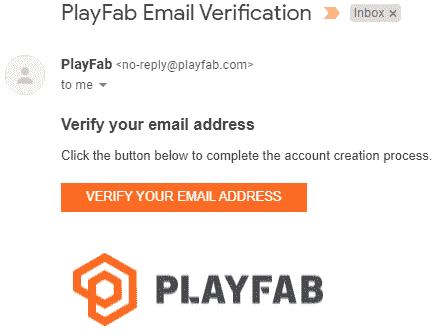 PlayFab Email Verification
Inbox x
PlayFab <no-reply@playfab.com>
to me
Verify your email address
Click the button below to complete the account creation process.
VERIFY YOUR EMAIL ADDRESS
PLAYFAB